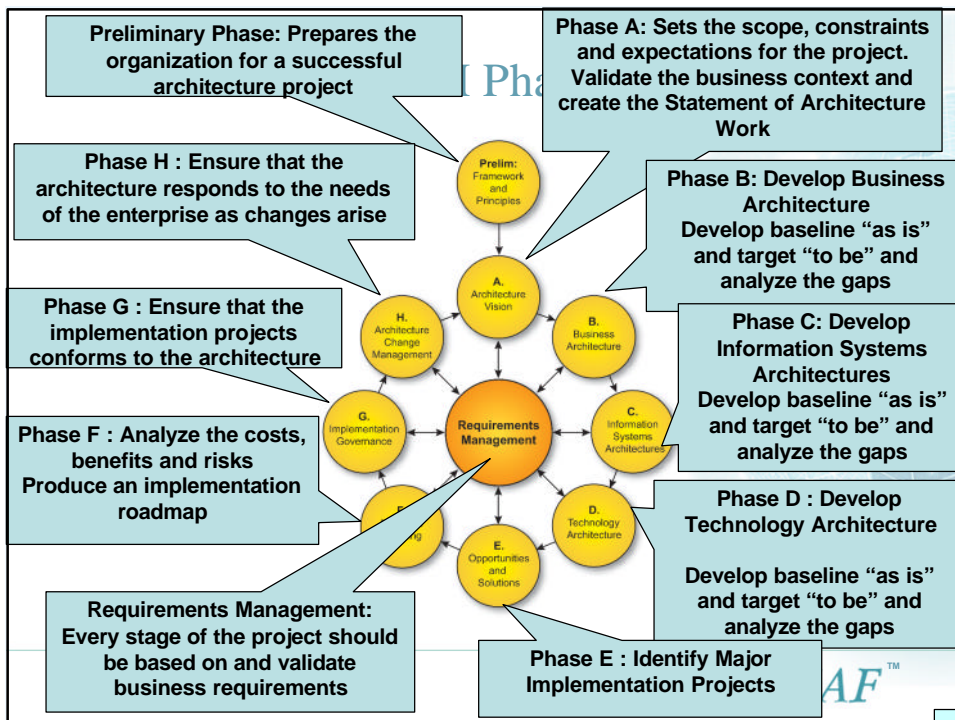 Preliminary Phase: Prepares the
organization for a successful
architecture project
Phase A: Sets the scope, constraints
and expectations for the project.
Validate the business context and
create the Statement of Architecture
Work
Phase H : Ensure that the
architecture responds to the needs
of the enterprise as changes arise
Prelim:
Framework
and
Principles
Phase B: Develop Business
Architecture
Develop baseline “as is”
and target “to be” and
analyze the gaps
A.
Architecture
Vision
Phase G : Ensure that the
implementation projects
conforms to the architecture
H.
Architecture
Change
Management
B.
Business
Architecture
Phase C: Develop
Information Systems
Architectures
Develop baseline “as is”
and target “to be” and
analyze the gaps
G.
Implementation
Governance
Requirements
Management
C.
Information
Systems
Architectures
Phase F : Analyze the costs,
benefits and risks
Produce an implementation
roadmap
D.
Technology
Architecture
E.
Opportunities
and
Solutions
Phase D : Develop
Technology Architecture
Develop baseline “as is”
and target “to be” and
analyze the gaps
Requirements Management:
Every stage of the project should
be based on and validate
business requirements
Phase E : Identify Major
Implementation Projects
AF™